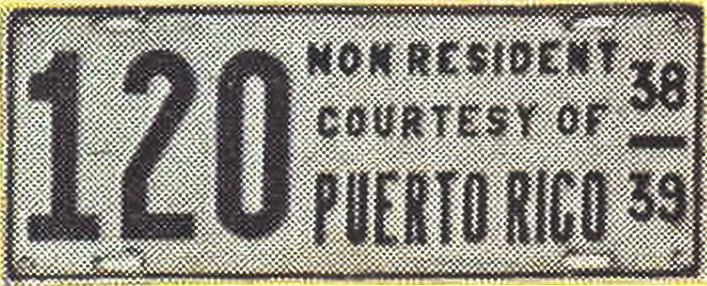 120
NON RESIDENT
COURTESY OF
PUERTO RICO
38
39